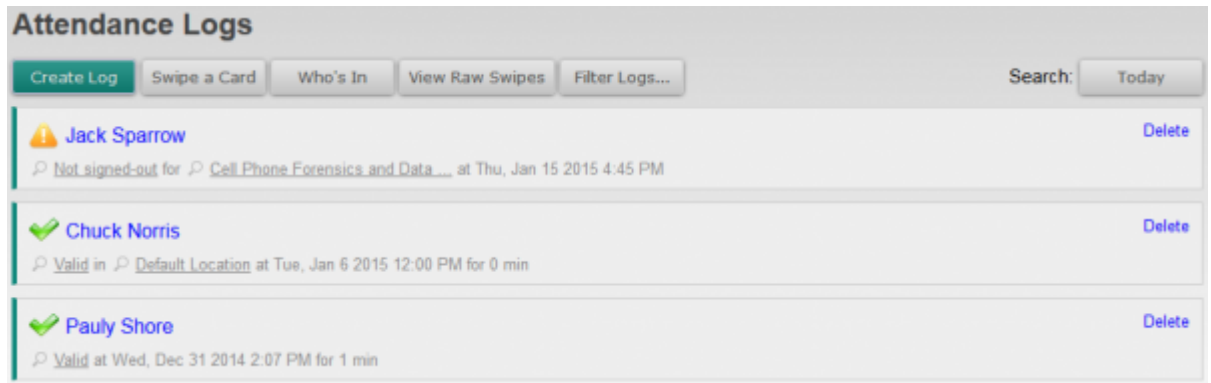 Attendance Logs
Create Log Swipe a Card Who's In View Raw Swipes Filter Logs... Search: Today
Jack Sparrow Delete
Not signed-out for Cell Phone Forensics and Data ... at Thu, Jan 15 2015 4:45 PM
Chuck Norris Delete
Valid in Default Location at Tue, Jan 6 2015 12:00 PM for 0 min
Pauly Shore Delete
Valid at Wed, Dec 31 2014 2:07 PM for 1 min